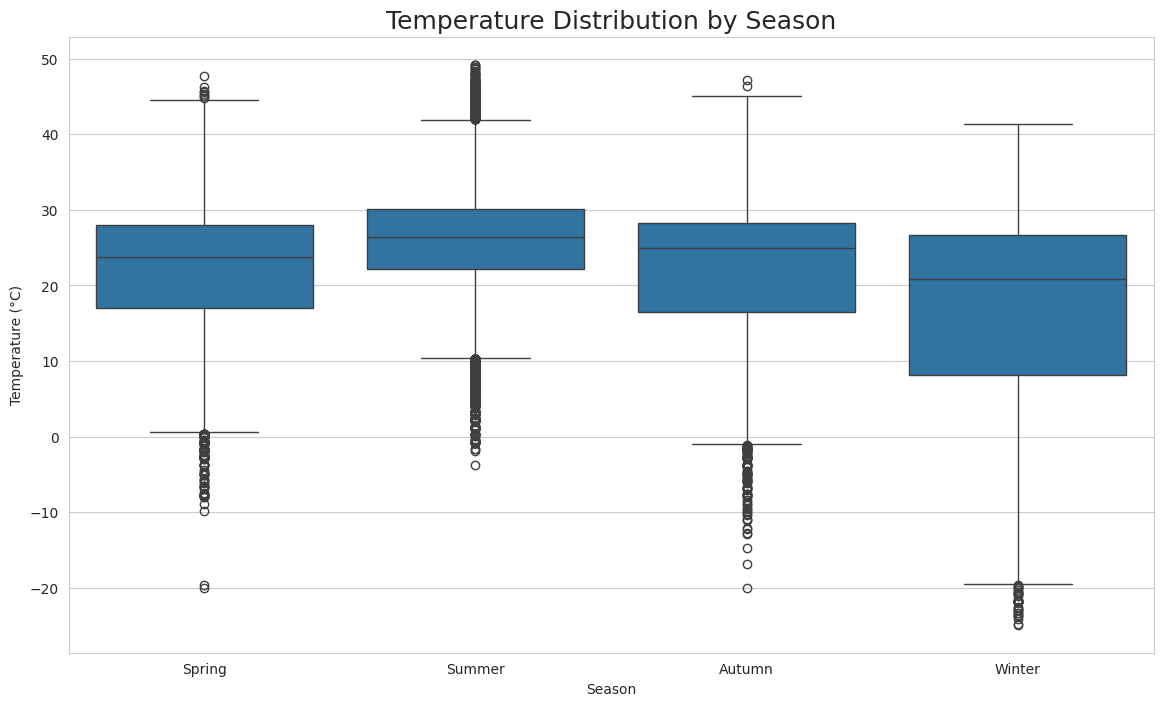 Temperature Distribution by Season
Temperature (°C)
50
40
30
20
10
0
−10
−20
Spring
Summer
Autumn
Winter
Season